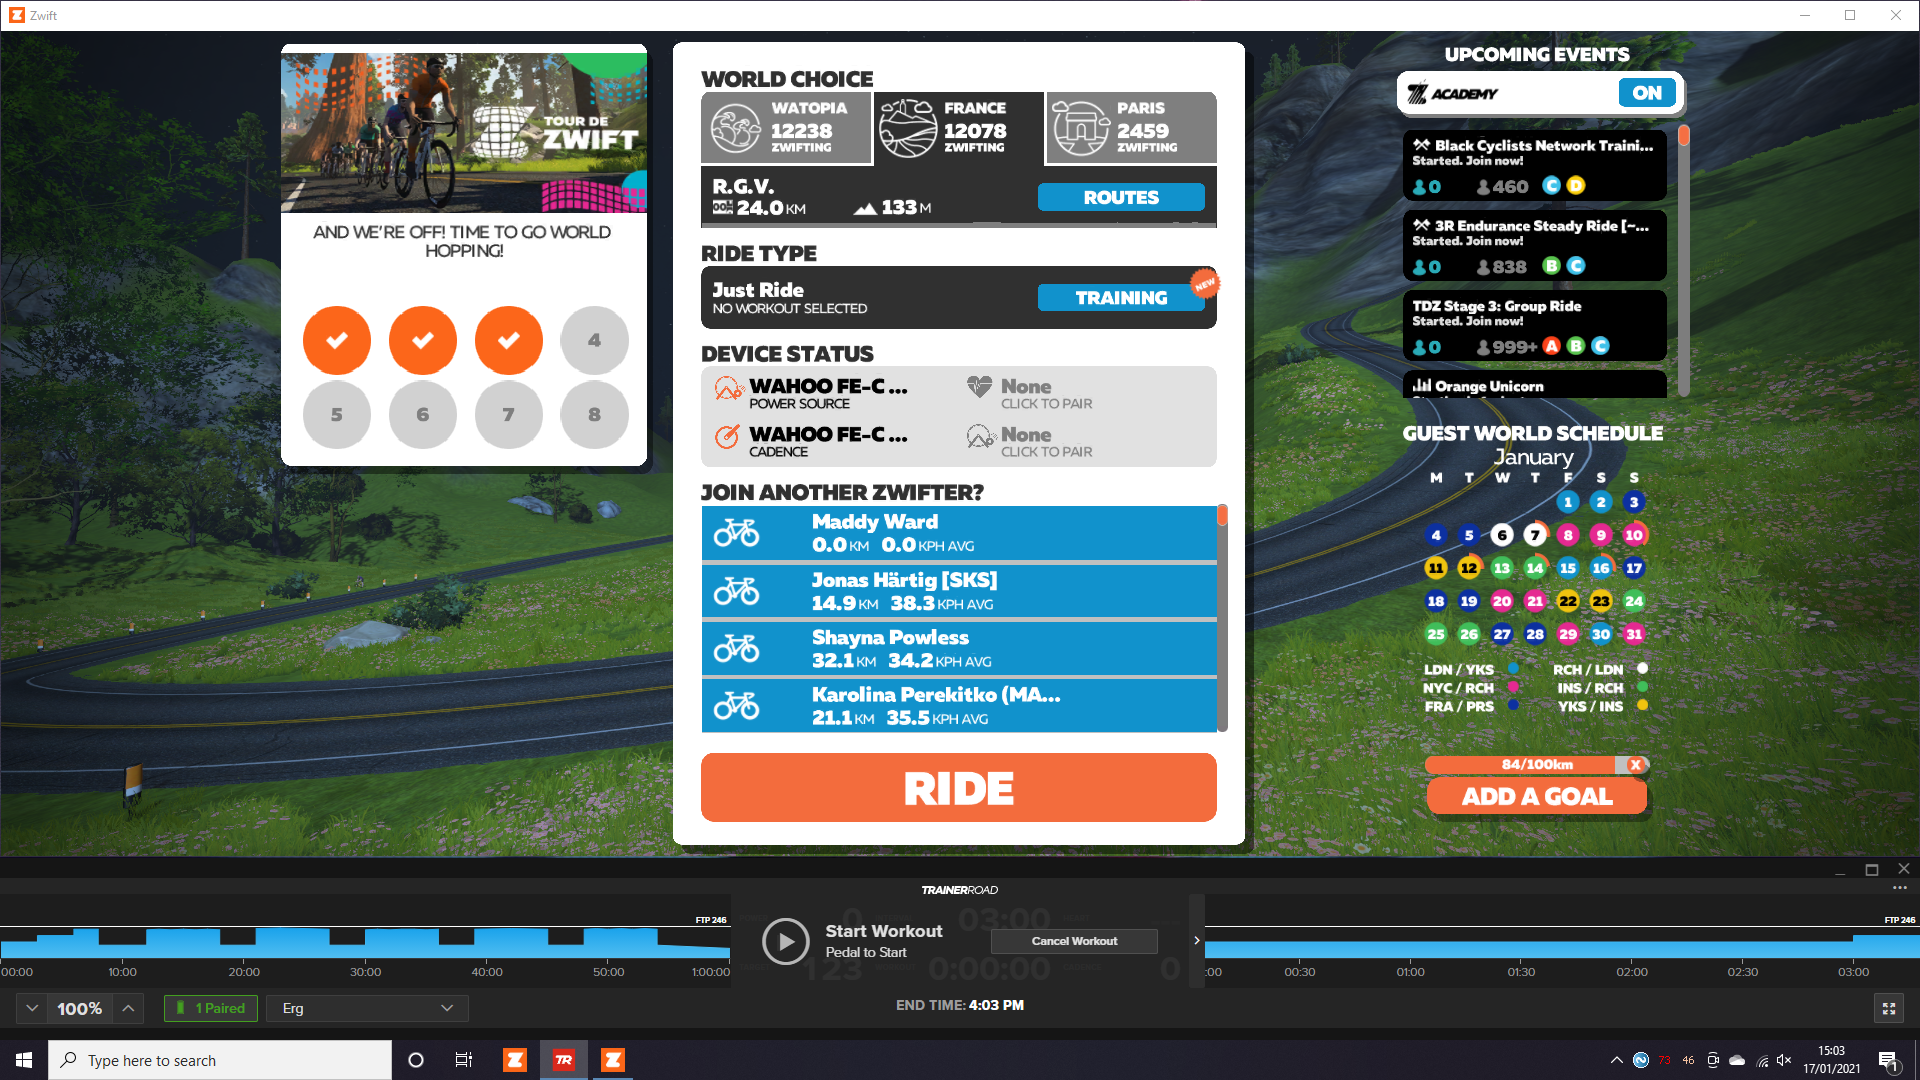 Zwift
TOUR DE
ZWIFT
AND WE'RE OFF! TIME TO GO WORLD
HOPPING!
4
5 6 7 8
WORLD CHOICE
WATOPIA
12238
ZWIFTING
FRANCE
12078
ZWIFTING
PARIS
2459
ZWIFTING
R.G.V.
24.0 KM 133 M
ROUTES
RIDE TYPE
Just Ride
NO WORKOUT SELECTED
TRAINING
NEW
DEVICE STATUS
WAHOO FE-C ...
POWER SOURCE
None
CLICK TO PAIR
WAHOO FE-C ...
CADENCE
None
CLICK TO PAIR
JOIN ANOTHER ZWIFTER?
Maddy Ward
0.0 KM 0.0 KPH AVG
Jonas Härtig [SKS]
14.9 KM 38.3 KPH AVG
Shayna Powless
32.1 KM 34.2 KPH AVG
Karolina Perekitko (MA...
21.1 KM 35.5 KPH AVG
RIDE
UPCOMING EVENTS
ACADEMY
ON
Black Cyclists Network Traini...
Started. Join now!
0 460 C D
3R Endurance Steady Ride [~...
Started. Join now!
0 838 B C
TDZ Stage 3: Group Ride
Started. Join now!
0 999+ A B C
Orange Unicorn
GUEST WORLD SCHEDULE
January
M T W T F S S
1 2 3
4 5 6 7 8 9 10
11 12 13 14 15 16 17
18 19 20 21 22 23 24
25 26 27 28 29 30 31
LDN / YKS RCH / LDN
NYC / RCH INS / RCH
FRA / PRS YKS / INS
84/100km X
ADD A GOAL
TRAINERROAD
FTP 246
00:00 10:00 20:00 30:00 40:00 50:00 1:00:00
Start Workout
Pedal to Start
Cancel Workout
03:00
0
123 0:00:00 0
FTP 246
:00 00:30 01:00 01:30 02:00 02:30 03:00
100%
1 Paired
Erg
END TIME: 4:03 PM
Type here to search
TR
73 46
15:03
17/01/2021
1